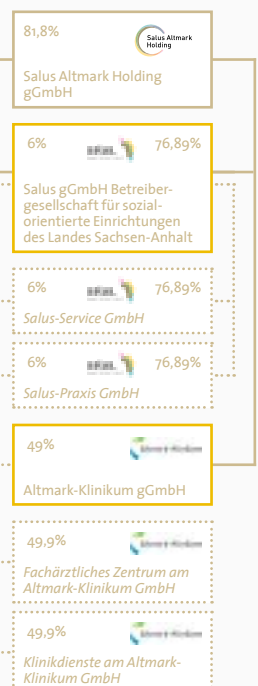 81,8%
Salus Altmark
Holding
Salus Altmark Holding
gGmbH
6% 76,89%
Salus gGmbH Betreiber-
gesellschaft für sozial-
orientierte Einrichtungen
des Landes Sachsen-Anhalt
6% 76,89%
Salus-Service GmbH
6% 76,89%
Salus-Praxis GmbH
49%
Altmark-Klinikum gGmbH
49,9%
Fachärztliches Zentrum am
Altmark-Klinikum GmbH
49,9%
Klinikdienste am Altmark-
Klinikum GmbH